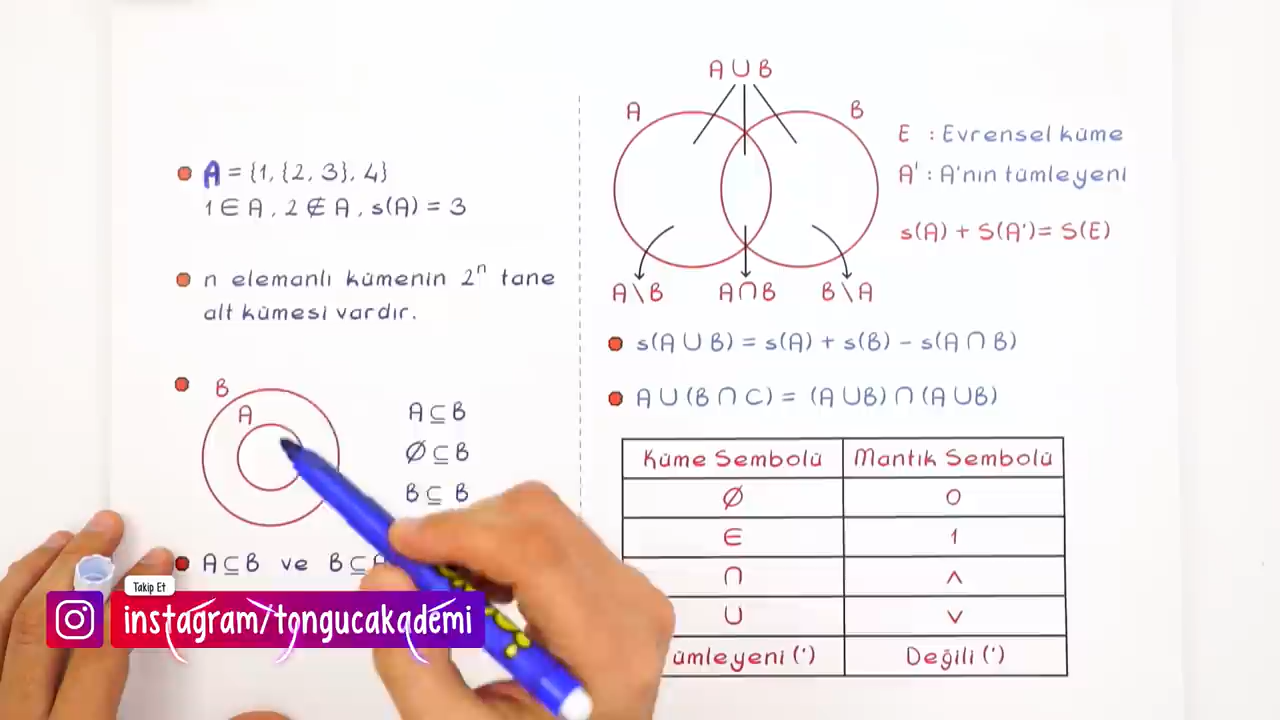 A = {1, {2, 3}, 4}
1 ∈ A , 2 ∉ A , s(A) = 3
n elemanlı kümenin 2ⁿ tane
alt kümesi vardır.
B
A
A ⊆ B
∅ ⊆ B
B ⊆ B
A ⊆ B ve B ⊆ A
Takip Et
instagram/tongucakademi
A ∪ B
A
B
A \ B
A ∩ B
B \ A
E : Evrensel küme
A' : A'nın tümleyeni
s(A) + S(A') = S(E)
s(A ∪ B) = s(A) + s(B) - s(A ∩ B)
A ∪ (B ∩ C) = (A ∪ B) ∩ (A ∪ B)
Küme Sembolü Mantık Sembolü
∅ 0
∈ 1
∩ ∧
∪ ∨
ümleyeni (') Değili (')